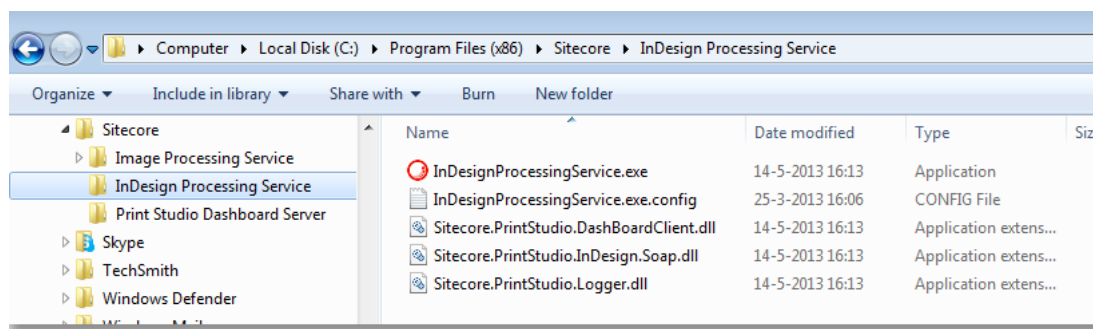 Computer Local Disk (C:) Program Files (x86) Sitecore InDesign Processing Service
Organize Include in library Share with Burn New folder
Sitecore
Image Processing Service
InDesign Processing Service
Print Studio Dashboard Server
Skype
TechSmith
Windows Defender
Name Date modified Type Siz
InDesignProcessingService.exe 14-5-2013 16:13 Application
InDesignProcessingService.exe.config 25-3-2013 16:06 CONFIG File
Sitecore.PrintStudio.DashBoardClient.dll 14-5-2013 16:13 Application extens...
Sitecore.PrintStudio.InDesign.Soap.dll 14-5-2013 16:13 Application extens...
Sitecore.PrintStudio.Logger.dll 14-5-2013 16:13 Application extens...